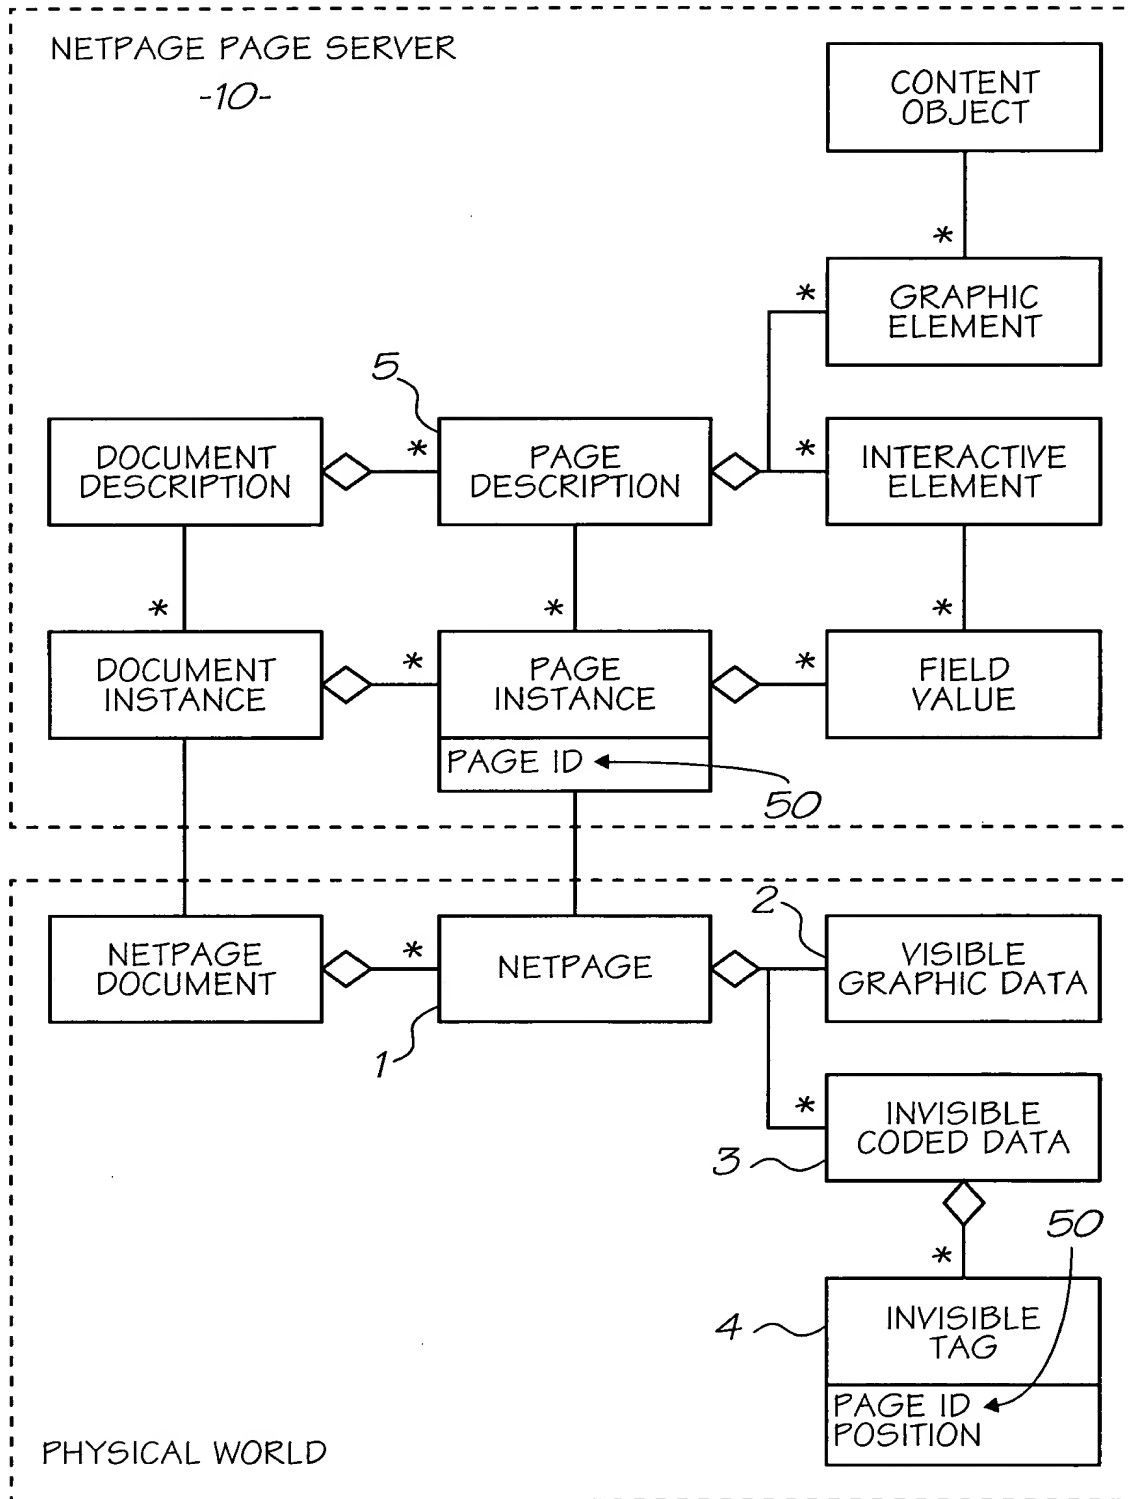 NETPAGE PAGE SERVER
-10-
CONTENT
OBJECT
*
GRAPHIC
ELEMENT
*
5
DOCUMENT
DESCRIPTION
*
PAGE
DESCRIPTION
*
INTERACTIVE
ELEMENT
*
*
*
DOCUMENT
INSTANCE
*
PAGE
INSTANCE
*
FIELD
VALUE
PAGE ID
50
2
NETPAGE
DOCUMENT
*
NETPAGE
VISIBLE
GRAPHIC DATA
1
*
INVISIBLE
CODED DATA
3
50
*
4
INVISIBLE
TAG
PAGE ID
POSITION
PHYSICAL WORLD